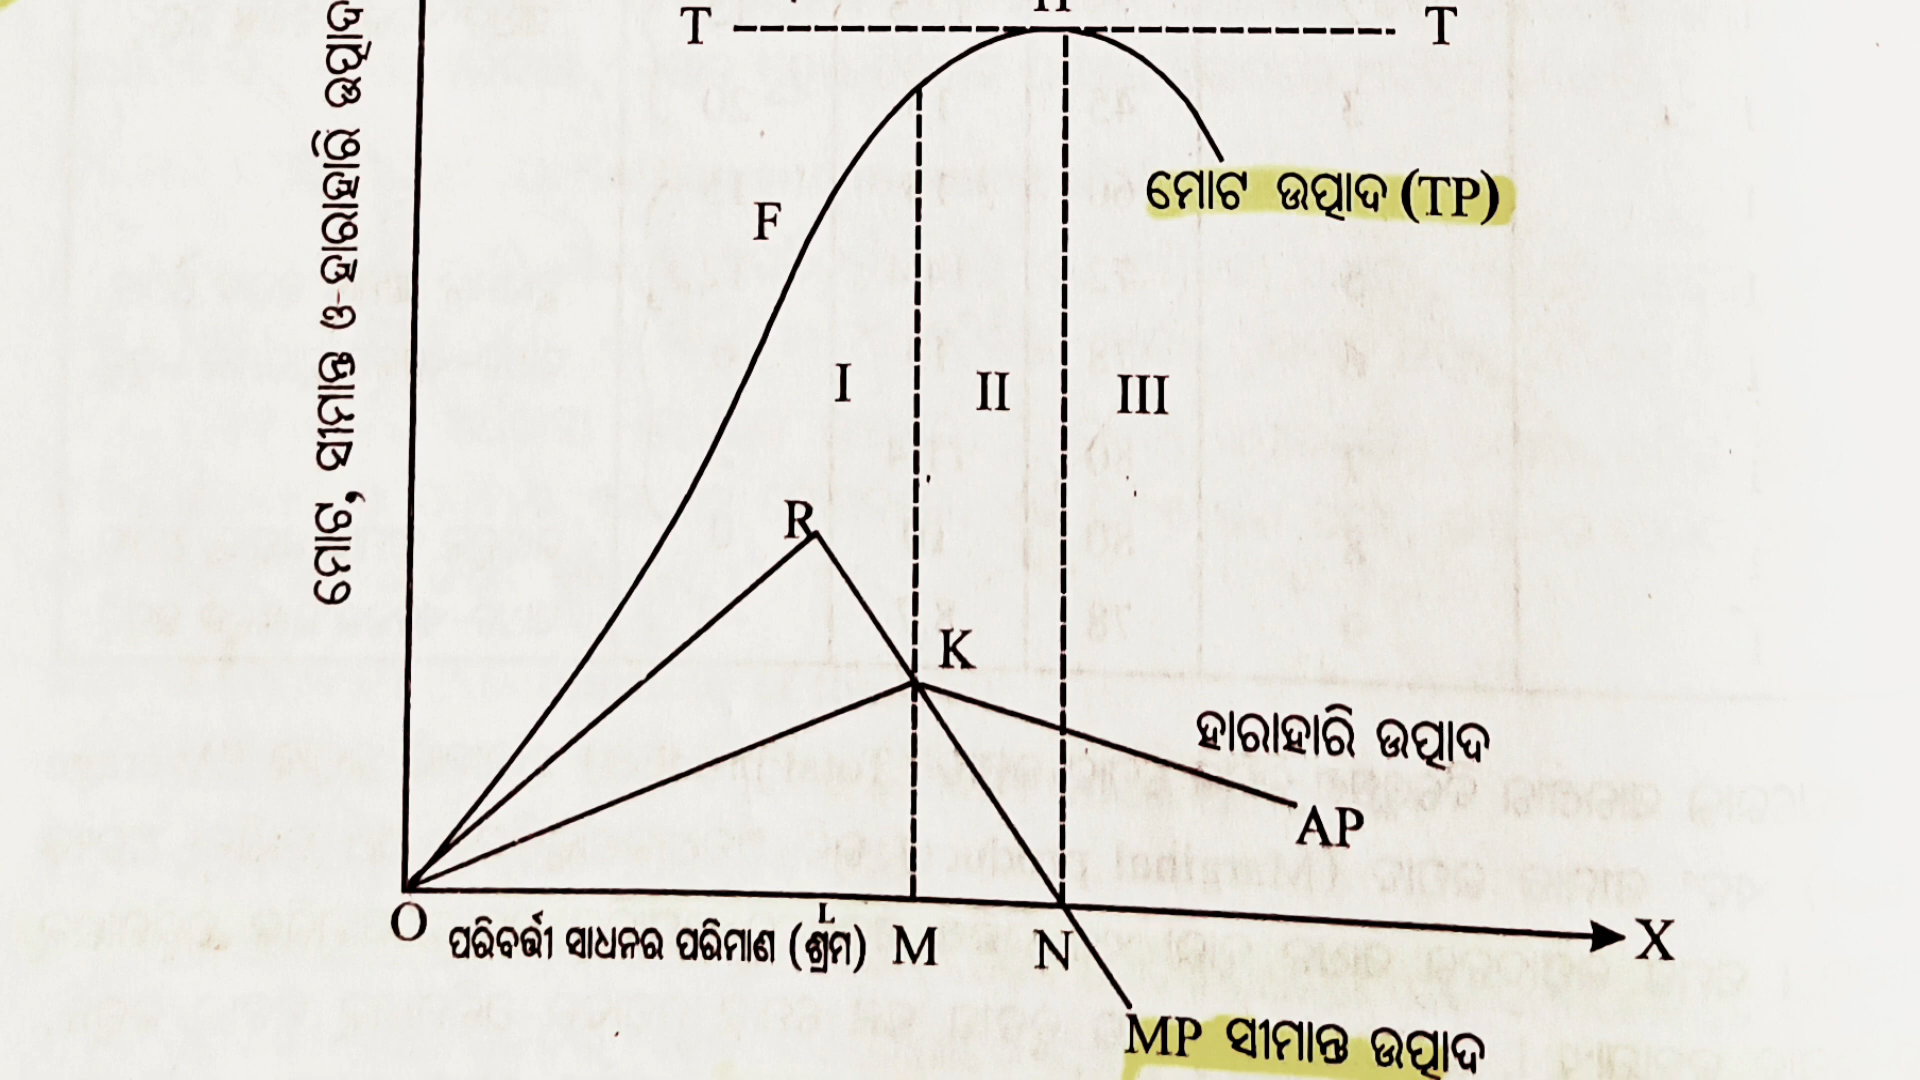 H
T T
ମୋଟ, ସୀମାନ୍ତ ଓ ହାରାହାରି ଉତ୍ପାଦ
ମୋଟ ଉତ୍ପାଦ (TP)
F
I II III
R
K
ହାରାହାରି ଉତ୍ପାଦ
AP
L
O ପରିବର୍ତ୍ତୀ ସାଧନର ପରିମାଣ (ଶ୍ରମ) M N X
MP ସୀମାନ୍ତ ଉତ୍ପାଦ